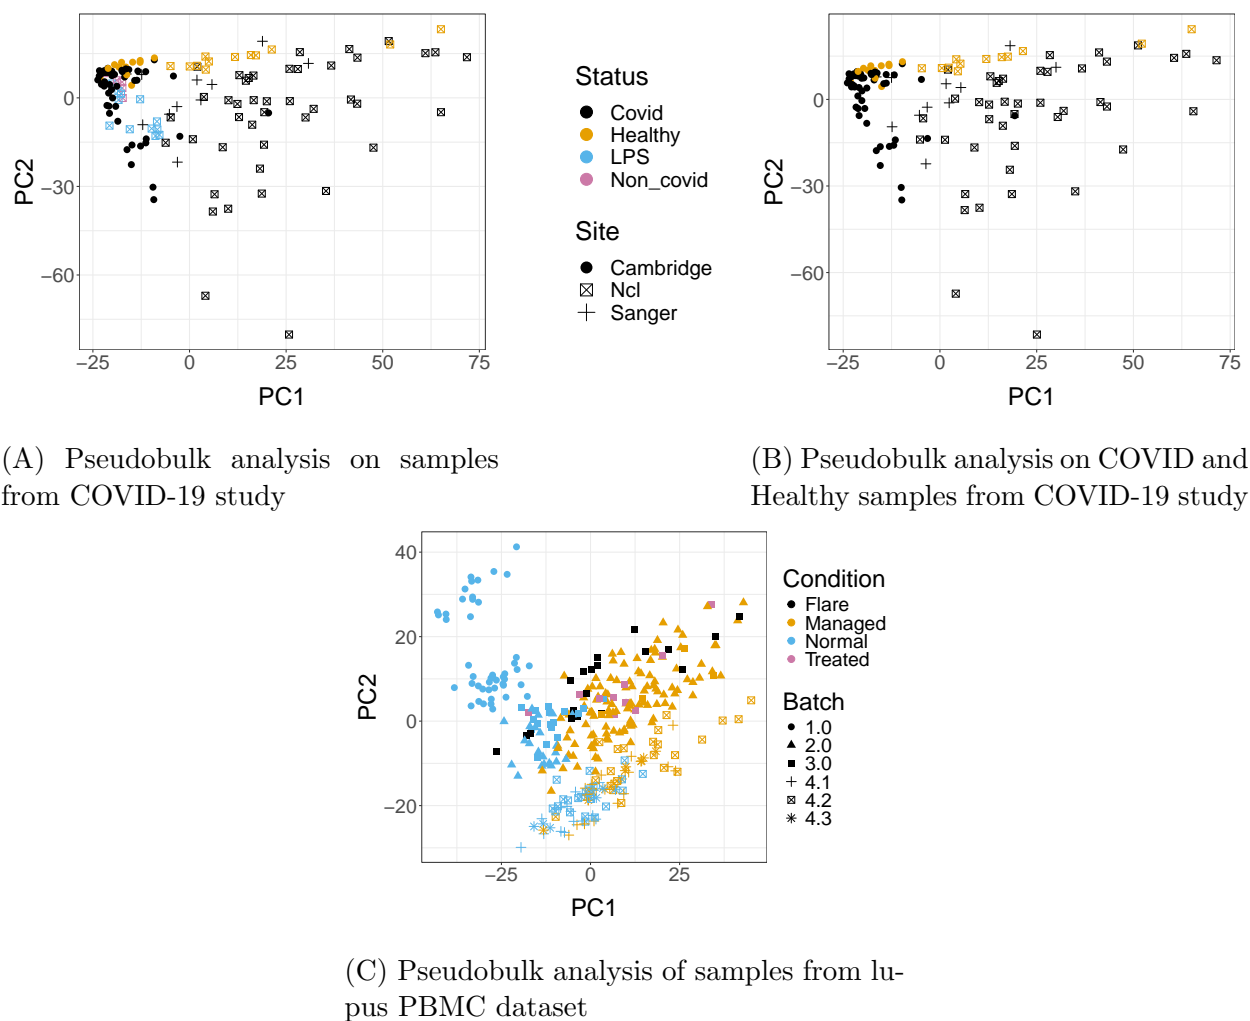 0
−30
−60
PC2
−25
0
25
50
75
PC1
Status
Covid
Healthy
LPS
Non_covid
Site
Cambridge
Ncl
Sanger
0
−30
−60
PC2
−25
0
25
50
75
PC1
(A) Pseudobulk analysis on samples
from COVID-19 study
(B) Pseudobulk analysis on COVID and
Healthy samples from COVID-19 study
40
20
0
−20
PC2
−25
0
25
PC1
Condition
Flare
Managed
Normal
Treated
Batch
1.0
2.0
3.0
4.1
4.2
4.3
(C) Pseudobulk analysis of samples from lu-
pus PBMC dataset